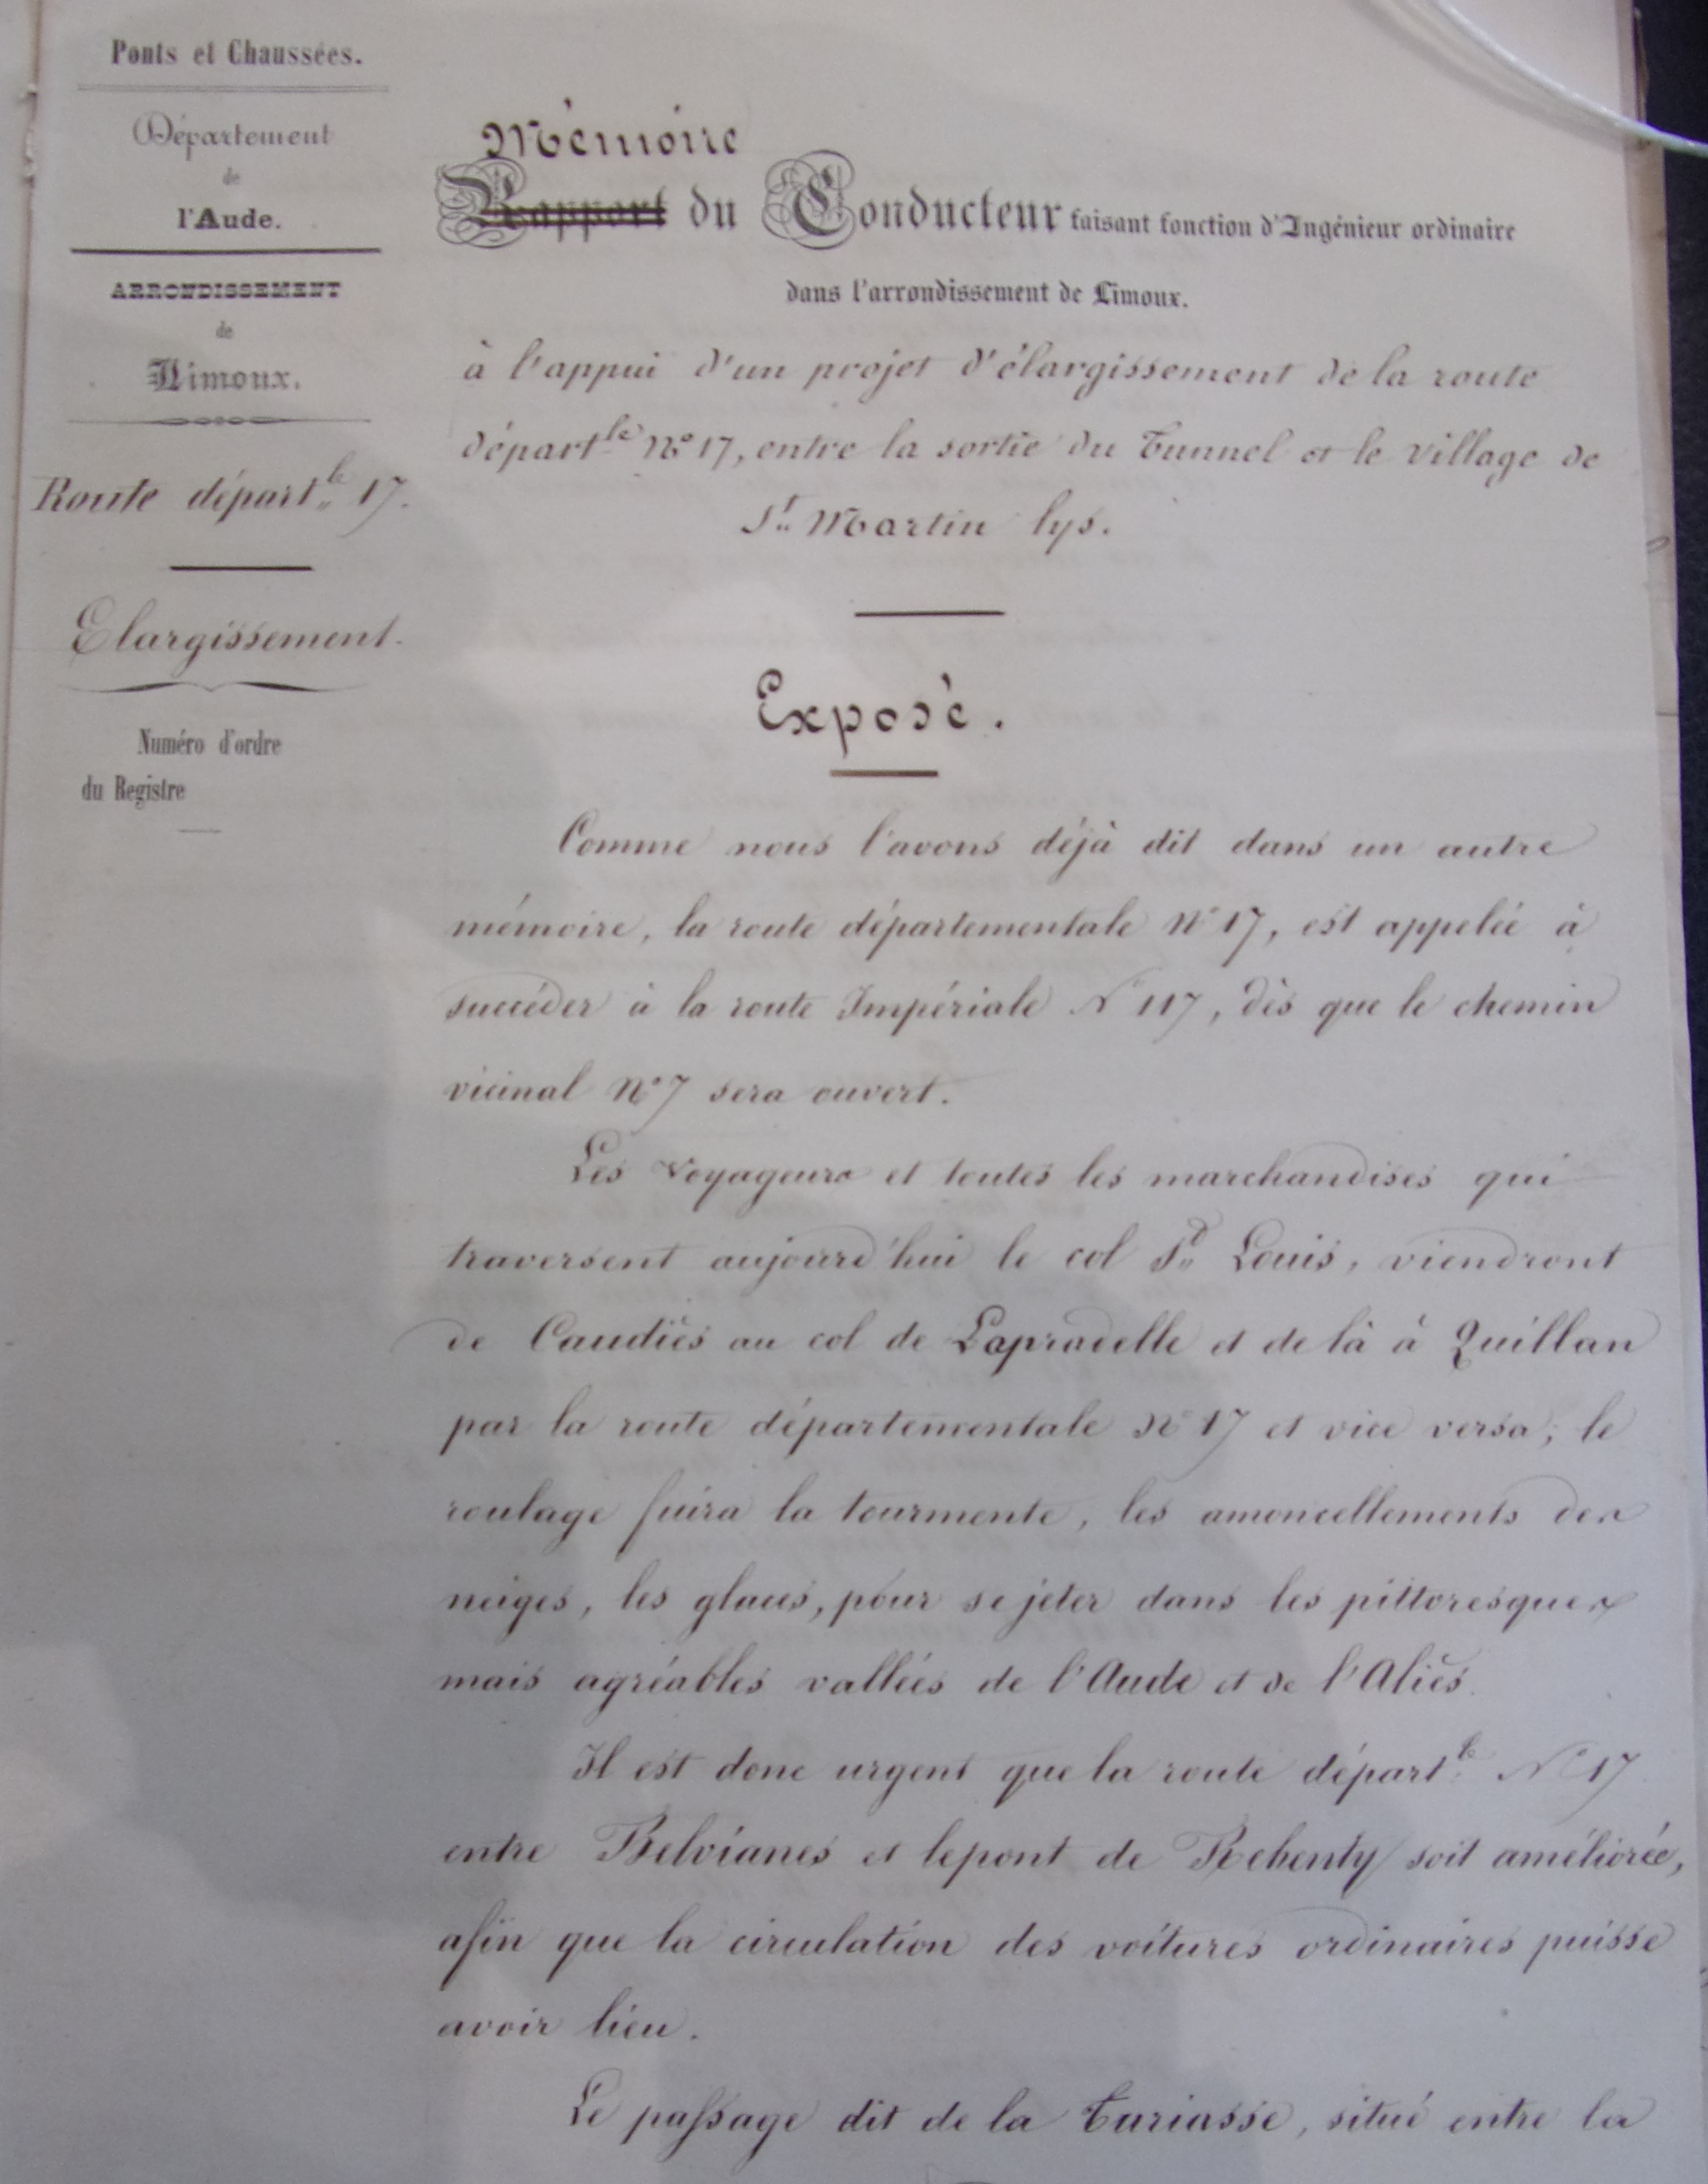 Ponts et Chaussées.
Département
de
l'Aude.
ARRONDISSEMENT
de
Limoux.
Route départ.le 17.
Elargissement.
Numéro d'ordre
du Registre
Mémoire
Rapport du Conducteur faisant fonction d'Ingénieur ordinaire
dans l'arrondissement de Limoux.
à l'appui d'un projet d'élargissement de la route
départ.le N° 17, entre la sortie du Tunnel et le village de
St. Martin lys.
Exposé.
Comme nous l'avons déjà dit dans un autre
mémoire, la route départementale N° 17, est appelée à
succéder à la route Impériale N° 117, dès que le chemin
vicinal N° 7 sera ouvert.
Les voyageurs et toutes les marchandises qui
traversent aujourd'hui le col St. Louis, viendront
de Caudiès au col de Lapradelle et de là à Quillan
par la route départementale N° 17 et vice versa; le
roulage fuira la tourmente, les amoncellements des
neiges, les glaces, pour se jeter dans les pittoresques
mais agréables vallées de l'Aude et de l'Aliès.
Il est donc urgent que la route départ.le N° 17
entre Belvianes et le pont de Rebenty soit améliorée,
afin que la circulation des voitures ordinaires puisse
avoir lieu.
Le passage dit de la Tariasse, situé entre la